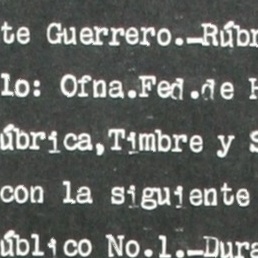 te Guerrero.-Rúbr
lo: Ofna.Fed.de H
úbrica,Timbre y S
con la siguiente
úblico No.1.-Dura